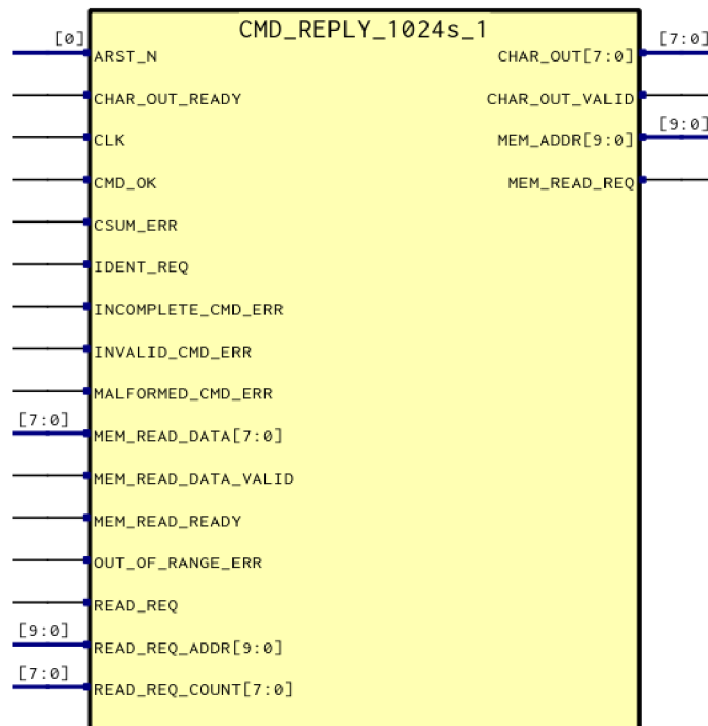 CMD_REPLY_1024s_1
[0] ARST_N CHAR_OUT[7:0] [7:0]
CHAR_OUT_READY CHAR_OUT_VALID
CLK MEM_ADDR[9:0] [9:0]
CMD_OK MEM_READ_REQ
CSUM_ERR
IDENT_REQ
INCOMPLETE_CMD_ERR
INVALID_CMD_ERR
MALFORMED_CMD_ERR
[7:0] MEM_READ_DATA[7:0]
MEM_READ_DATA_VALID
MEM_READ_READY
OUT_OF_RANGE_ERR
READ_REQ
[9:0] READ_REQ_ADDR[9:0]
[7:0] READ_REQ_COUNT[7:0]